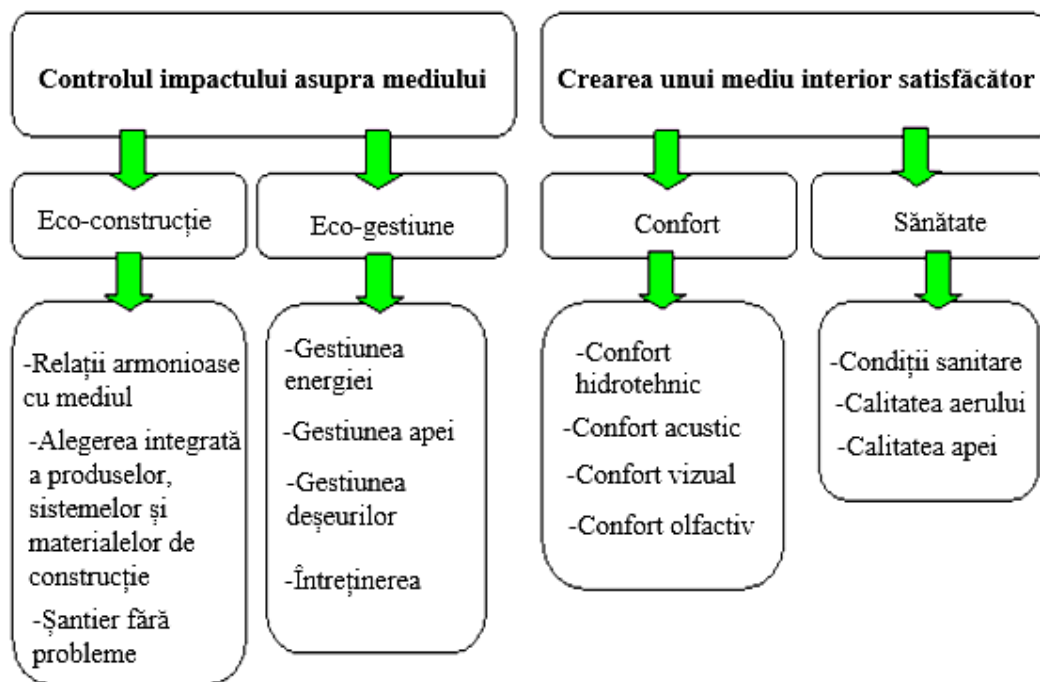 Controlul impactului asupra mediului
Crearea unui mediu interior satisfăcător
Eco-construcție
Eco-gestiune
Confort
Sănătate
-Relații armonioase
cu mediul
-Alegerea integrată
a produselor,
sistemelor și
materialelor de
construcție
-Șantier fără
probleme
-Gestiunea
energiei
-Gestiunea apei
-Gestiunea
deșeurilor
-Întreținerea
-Confort
hidrotehnic
-Confort acustic
-Confort vizual
-Confort olfactiv
-Condiții sanitare
-Calitatea aerului
-Calitatea apei